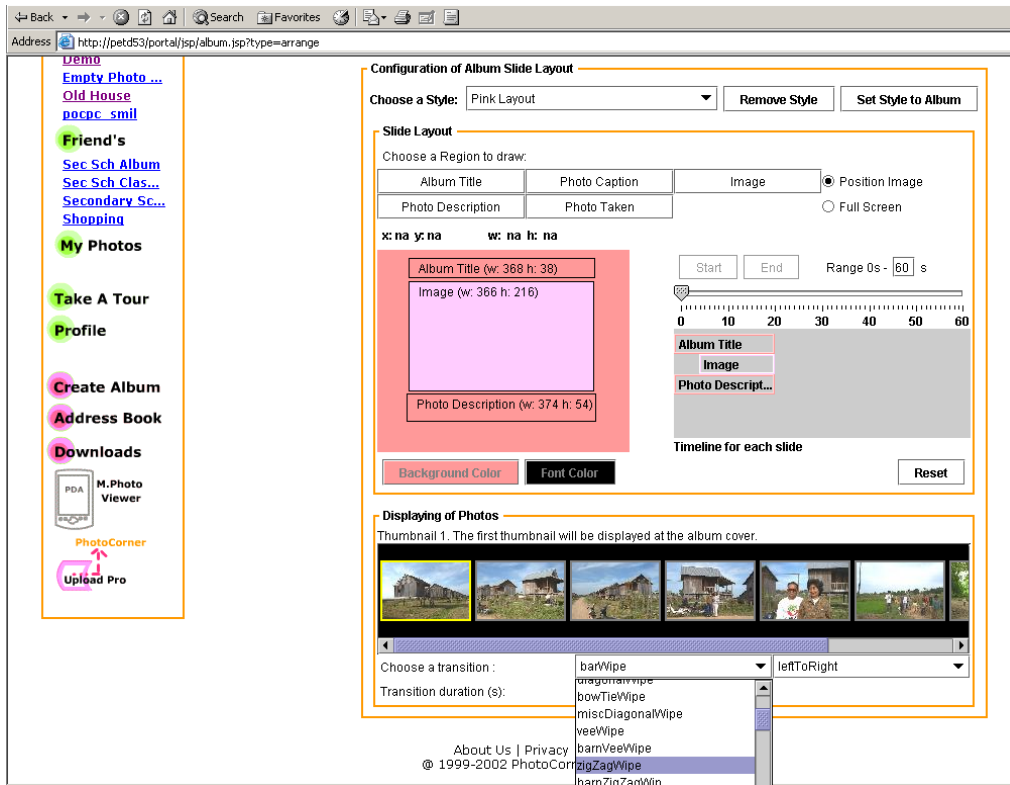 Back Search Favorites
Address http://petd53/portal/jsp/album.jsp?type=arrange
Demo
Empty Photo ...
Old House
pocpc_smil
Friend's
Sec Sch Album
Sec Sch Clas...
Secondary Sc...
Shopping
My Photos
Take A Tour
Profile
Create Album
Address Book
Downloads
PDA
M.Photo
Viewer
PhotoCorner
Upload Pro
Configuration of Album Slide Layout
Choose a Style: Pink Layout Remove Style Set Style to Album
Slide Layout
Choose a Region to draw:
Album Title Photo Caption Image Position Image
Photo Description Photo Taken Full Screen
x: na y: na w: na h: na
Album Title (w: 368 h: 38)
Image (w: 366 h: 216)
Photo Description (w: 374 h: 54)
Start End Range 0s - 60 s
0 10 20 30 40 50 60
Album Title
Image
Photo Descript...
Timeline for each slide
Background Color Font Color Reset
Displaying of Photos
Thumbnail 1. The first thumbnail will be displayed at the album cover.
Choose a transition : barWipe leftToRight
Transition duration (s):
diagonalWipe
bowTieWipe
miscDiagonalWipe
veeWipe
barnVeeWipe
zigZagWipe
barnZigZagWip
About Us | Privacy
@ 1999-2002 PhotoCorn